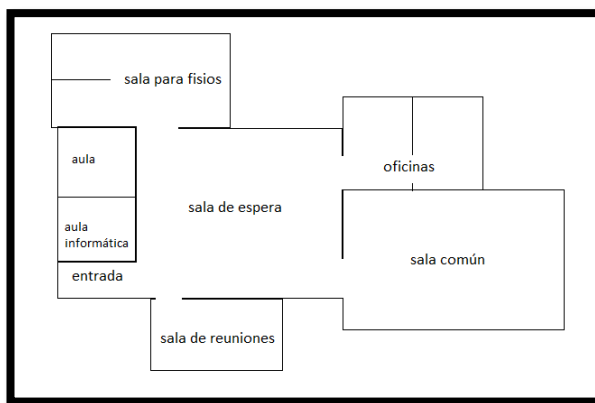 sala para fisios
aula
oficinas
sala de espera
aula
informática
sala común
entrada
sala de reuniones